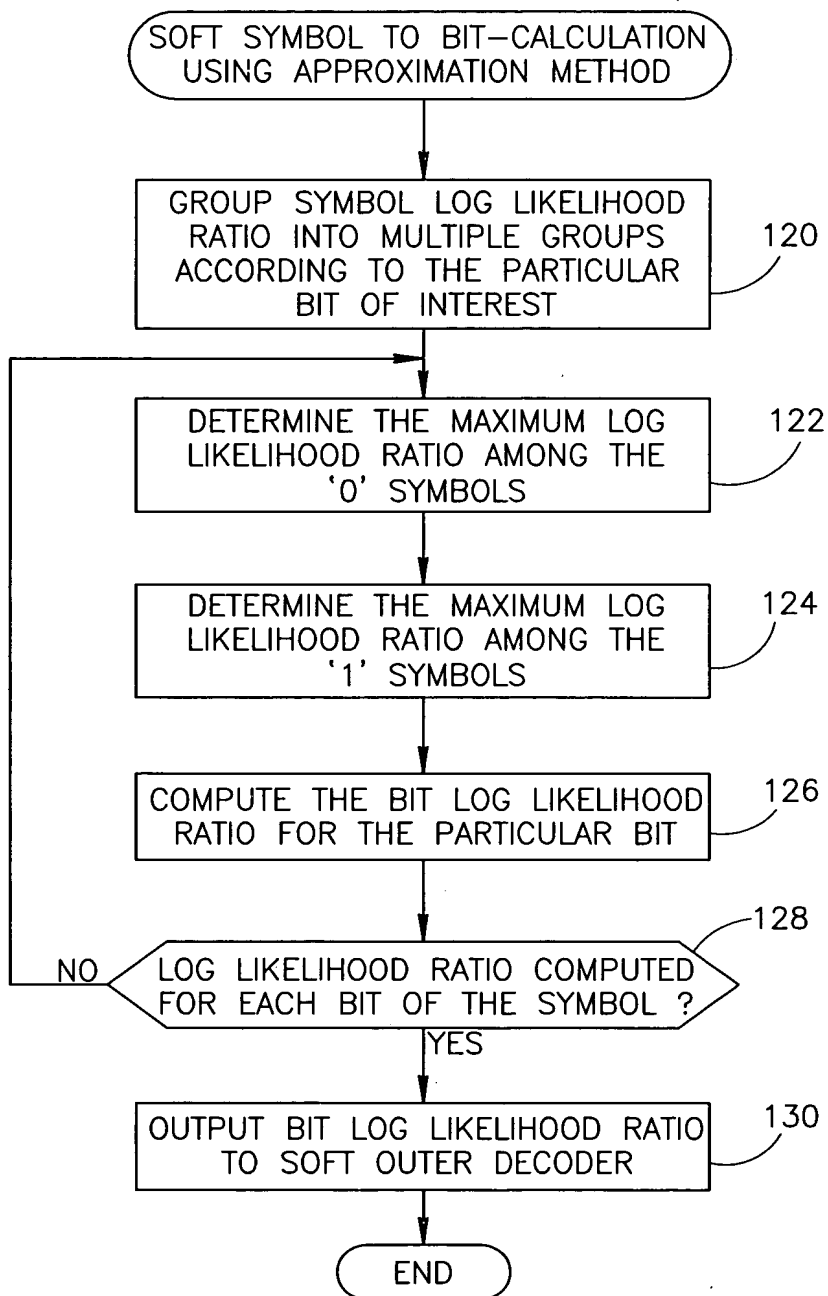 SOFT SYMBOL TO BIT-CALCULATION
USING APPROXIMATION METHOD
GROUP SYMBOL LOG LIKELIHOOD
RATIO INTO MULTIPLE GROUPS
ACCORDING TO THE PARTICULAR
BIT OF INTEREST
120
DETERMINE THE MAXIMUM LOG
LIKELIHOOD RATIO AMONG THE
'0' SYMBOLS
122
DETERMINE THE MAXIMUM LOG
LIKELIHOOD RATIO AMONG THE
'1' SYMBOLS
124
COMPUTE THE BIT LOG LIKELIHOOD
RATIO FOR THE PARTICULAR BIT
126
128
NO
LOG LIKELIHOOD RATIO COMPUTED
FOR EACH BIT OF THE SYMBOL ?
YES
OUTPUT BIT LOG LIKELIHOOD RATIO
TO SOFT OUTER DECODER
130
END